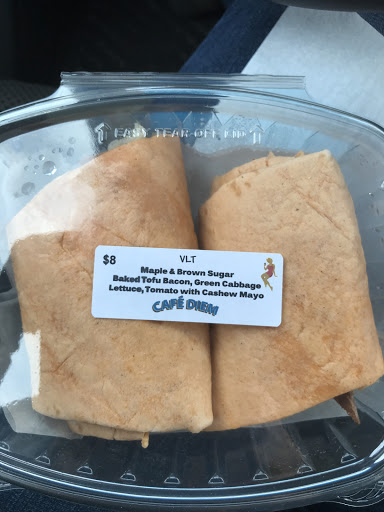 EASY TEAR OFF LID
$8 VLT
Maple & Brown Sugar
Baked Tofu Bacon, Green Cabbage
Lettuce, Tomato with Cashew Mayo
CAFÉ DIEM